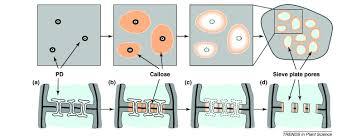 PD
Callose
Sieve plate pores
(a)
(b)
(c)
(d)
TRENDS in Plant Science